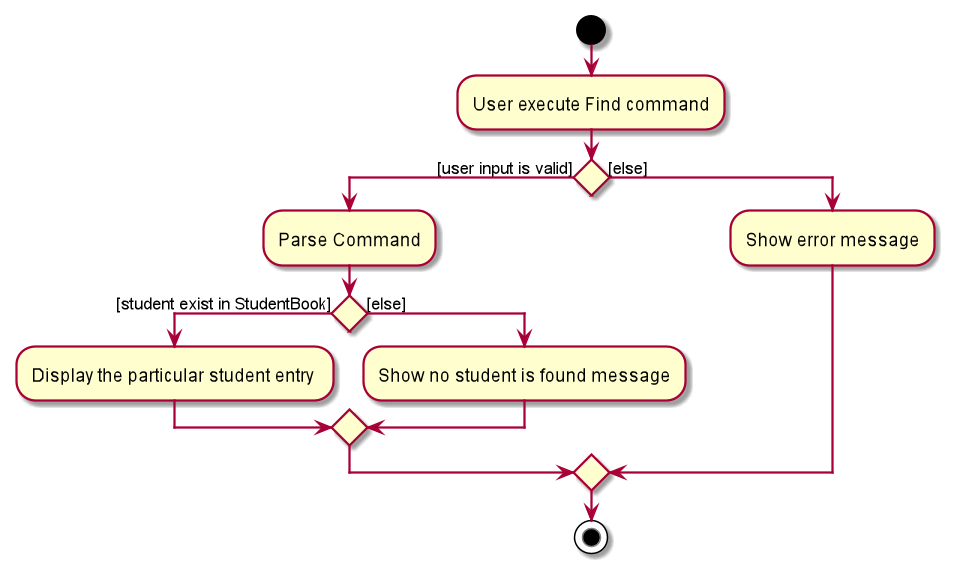 User execute Find command
[user input is valid]
[else]
Parse Command
Show error message
[student exist in StudentBook]
[else]
Display the particular student entry
Show no student is found message